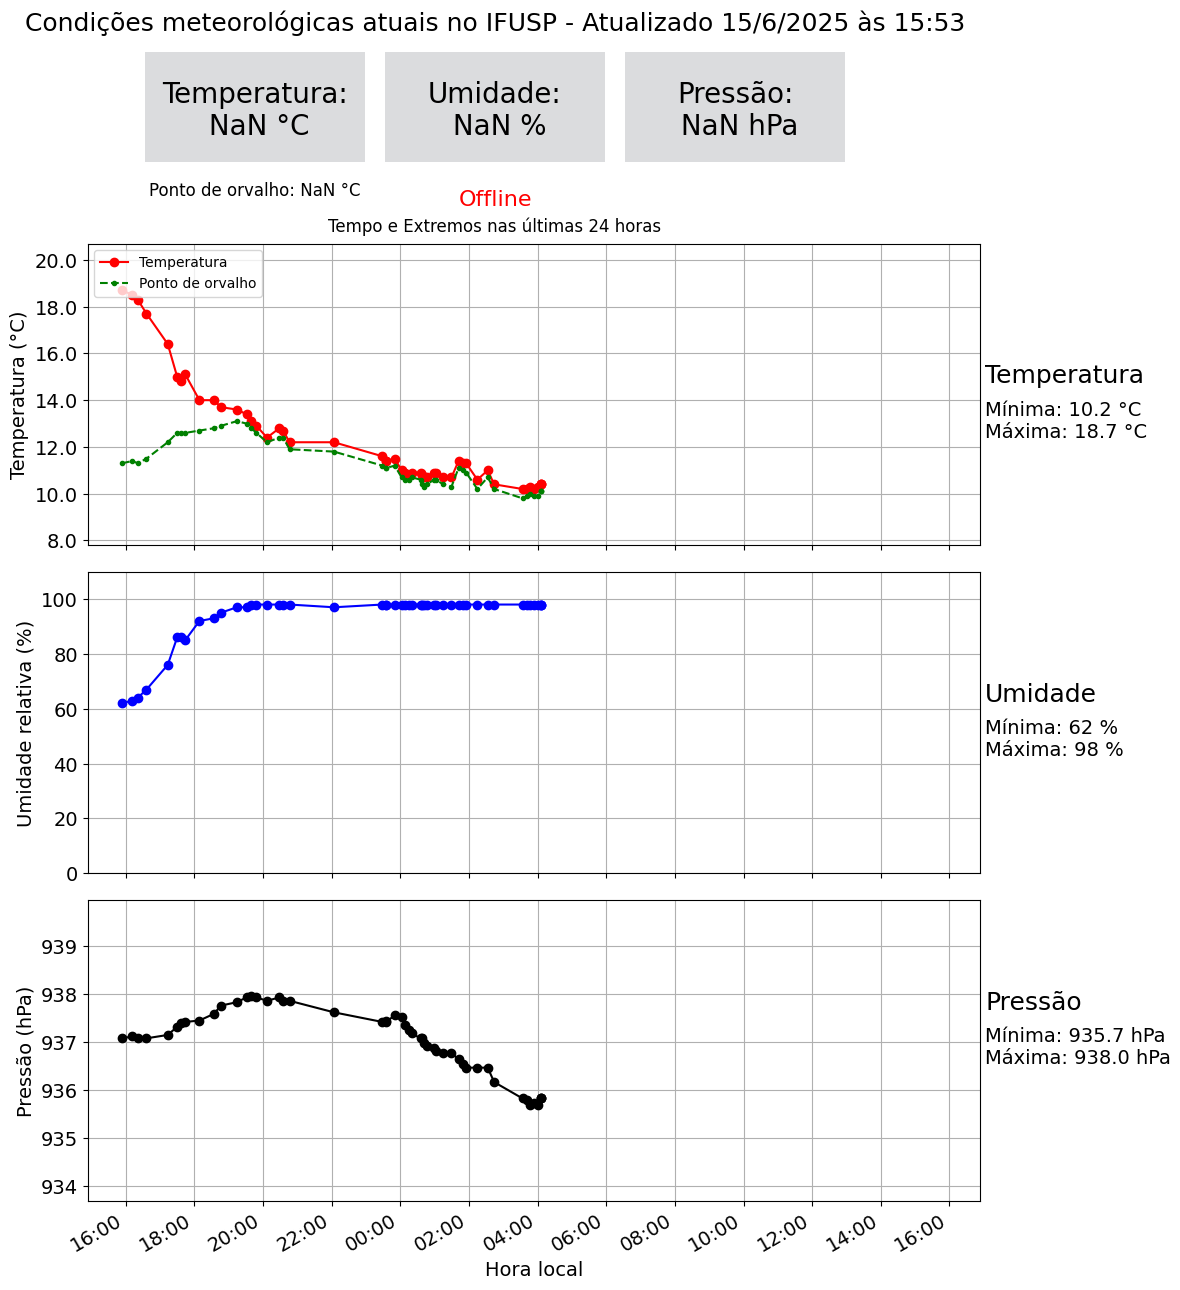 Condições meteorológicas atuais no IFUSP - Atualizado 15/6/2025 às 15:53
Temperatura:
NaN °C
Umidade:
NaN %
Pressão:
NaN hPa
Ponto de orvalho: NaN °C
Offline
Tempo e Extremos nas últimas 24 horas
Temperatura (°C)
20.0
18.0
16.0
14.0
12.0
10.0
8.0
Temperatura
Ponto de orvalho
Temperatura
Mínima: 10.2 °C
Máxima: 18.7 °C
Umidade relativa (%)
100
80
60
40
20
0
Umidade
Mínima: 62 %
Máxima: 98 %
Pressão (hPa)
939
938
937
936
935
934
Pressão
Mínima: 935.7 hPa
Máxima: 938.0 hPa
16:00
18:00
20:00
22:00
00:00
02:00
04:00
06:00
08:00
10:00
12:00
14:00
16:00
Hora local